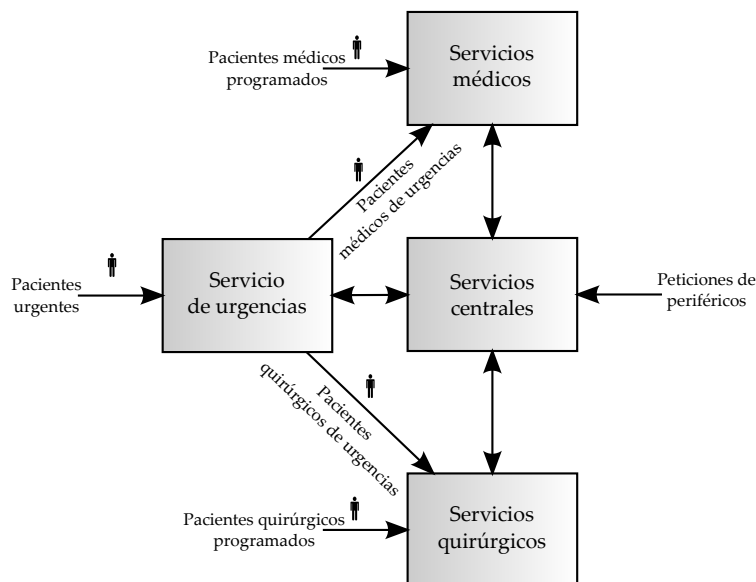 Pacientes médicos
programados
Servicios
médicos
Pacientes
médicos de urgencias
Pacientes
urgentes
Servicio
de urgencias
Servicios
centrales
Peticiones de
periféricos
Pacientes
quirúrgicos de urgencias
Pacientes quirúrgicos
programados
Servicios
quirúrgicos